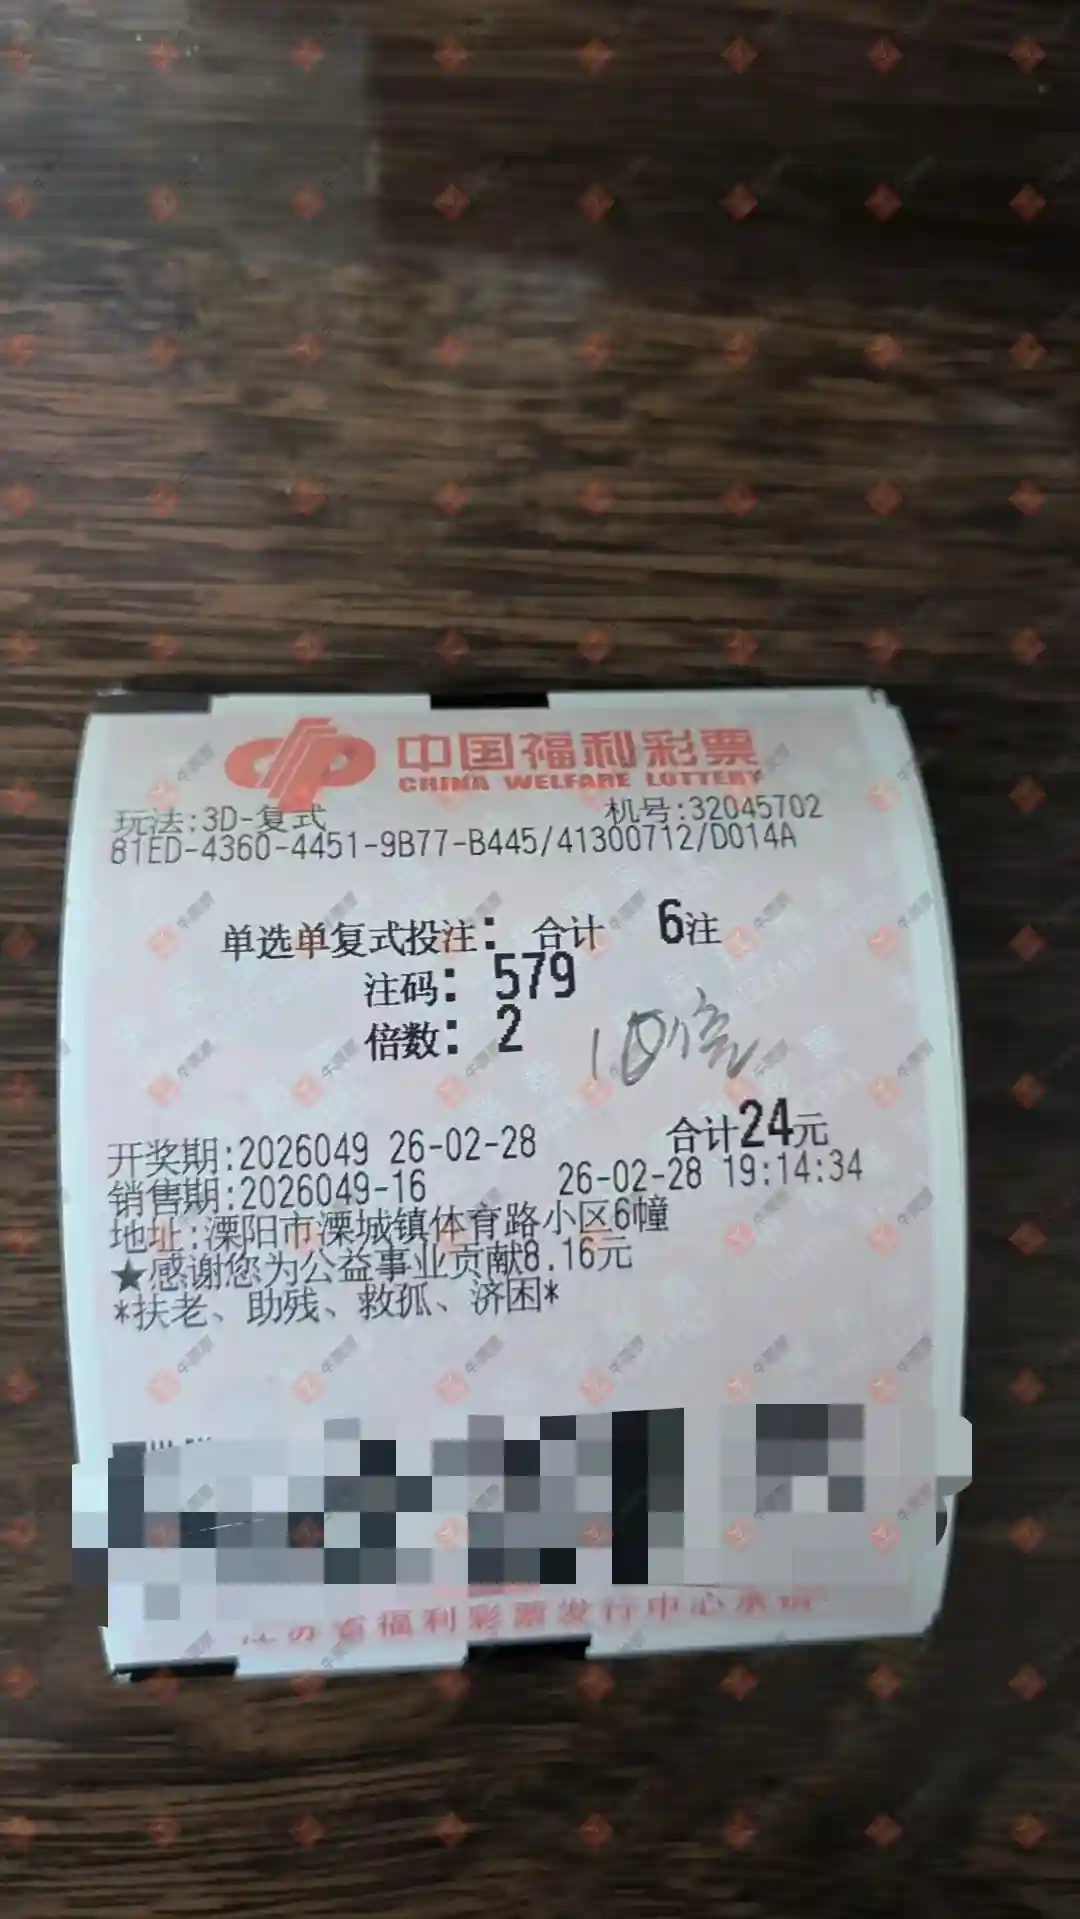 中国福利彩票
CHINA WELFARE LOTTERY
玩法:3D-复式 机号:32045702
81ED-4360-4451-9B77-B445/41300712/D014A
单选单复式投注: 合计 6注
注码: 579
倍数: 2 10倍
合计24元
开奖期:2026049 26-02-28
销售期:2026049-16 26-02-28 19:14:34
地址:溧阳市溧城镇体育路小区6幢
★感谢您为公益事业贡献8.16元
*扶老、助残、救孤、济困*
省福利彩票发行中心承销